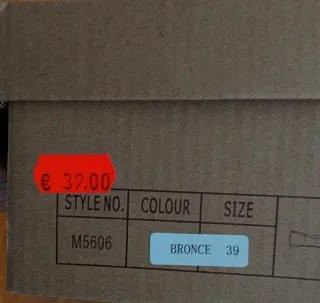 € 39.00
STYLE NO. COLOUR SIZE
M5606 BRONCE 39